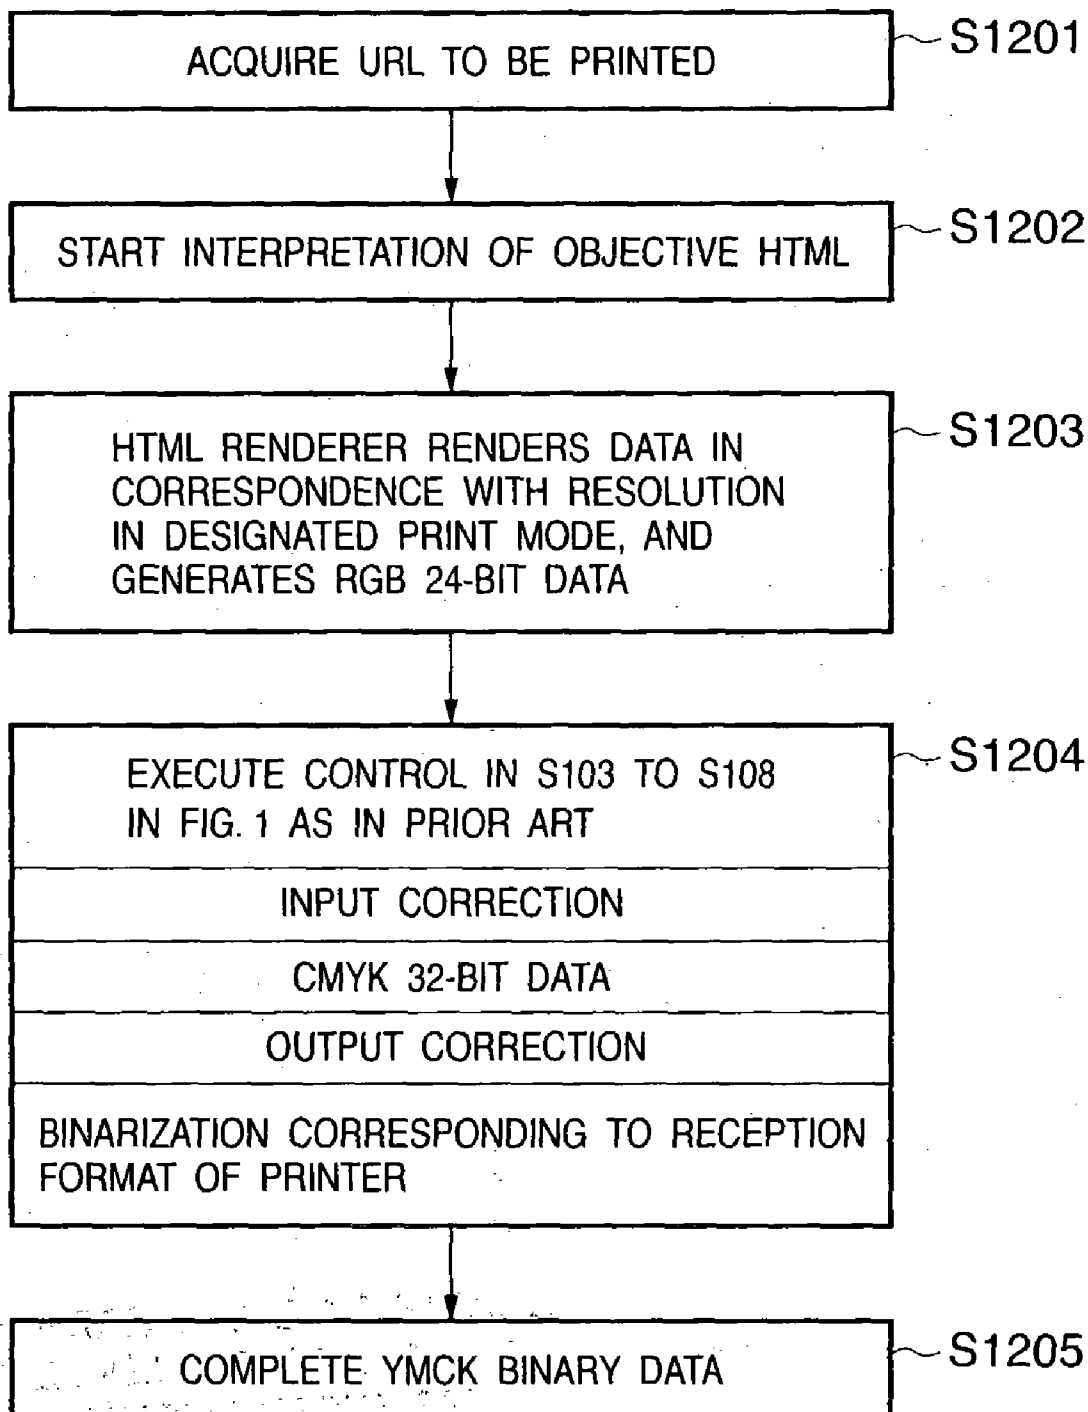 ACQUIRE URL TO BE PRINTED
S1201
START INTERPRETATION OF OBJECTIVE HTML
S1202
HTML RENDERER RENDERS DATA IN
CORRESPONDENCE WITH RESOLUTION
IN DESIGNATED PRINT MODE, AND
GENERATES RGB 24-BIT DATA
S1203
EXECUTE CONTROL IN S103 TO S108
IN FIG. 1 AS IN PRIOR ART
S1204
INPUT CORRECTION
CMYK 32-BIT DATA
OUTPUT CORRECTION
BINARIZATION CORRESPONDING TO RECEPTION
FORMAT OF PRINTER
COMPLETE YMCK BINARY DATA
S1205